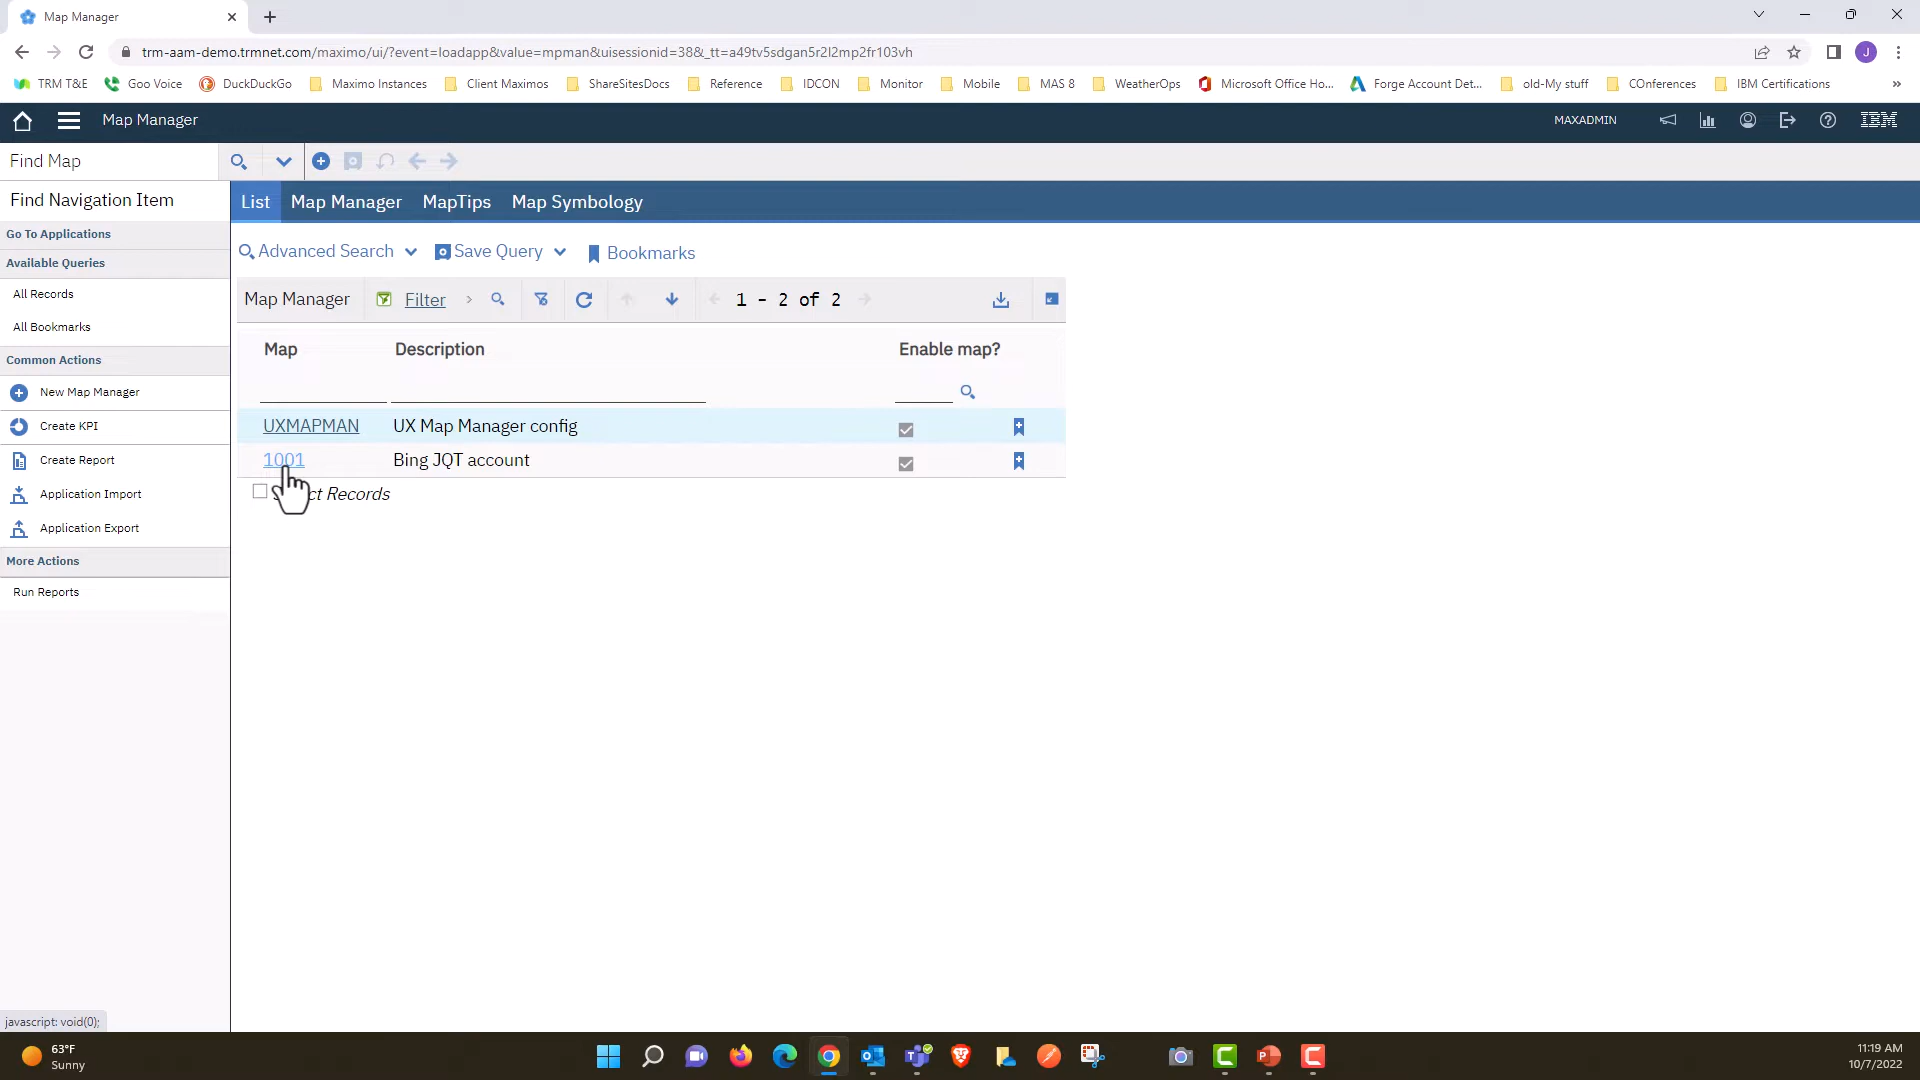 Map Manager
trm-aam-demo.trmnet.com/maximo/ui/?event=loadapp&value=mpman&uisessionid=38&_tt=a49tv5sdgan5r2l2mp2fr103vh
J
TRM T&E Goo Voice DuckDuckGo Maximo Instances Client Maximos ShareSitesDocs Reference IDCON Monitor Mobile MAS 8 WeatherOps Microsoft Office Ho... Forge Account Det... old-My stuff COnferences IBM Certifications »
Map Manager MAXADMIN IBM
Find Map
Find Navigation Item
Go To Applications
Available Queries
All Records
All Bookmarks
Common Actions
New Map Manager
Create KPI
Create Report
Application Import
Application Export
More Actions
Run Reports
List Map Manager MapTips Map Symbology
Advanced Search Save Query Bookmarks
Map Manager Filter 1 - 2 of 2
Map Description Enable map?
UXMAPMAN UX Map Manager config
1001 Bing JQT account
ct Records
javascript: void(0);
63°F
Sunny
11:19 AM
10/7/2022